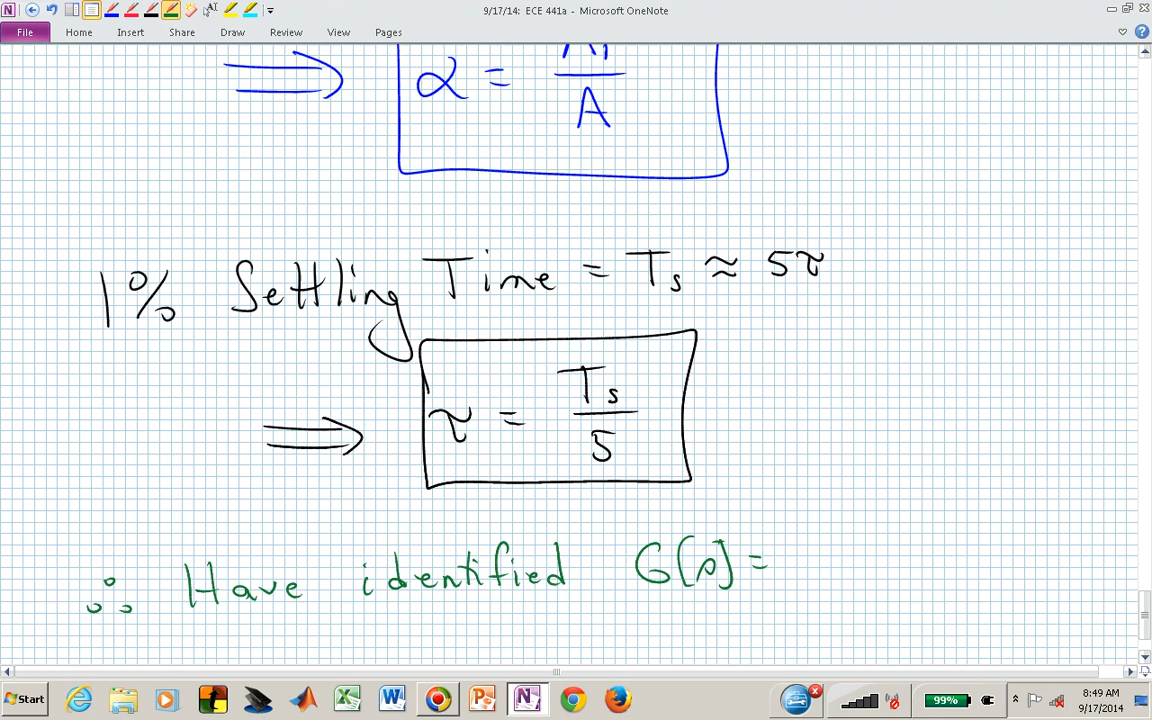 9/17/14: ECE 441a - Microsoft OneNote
File Home Insert Share Draw Review View Pages
α = 
A
1% Settling Time = Ts ≈ 5τ
⟹ τ = Ts
5
∴ Have identified G(s) =
Start
99%
8:49 AM
9/17/2014